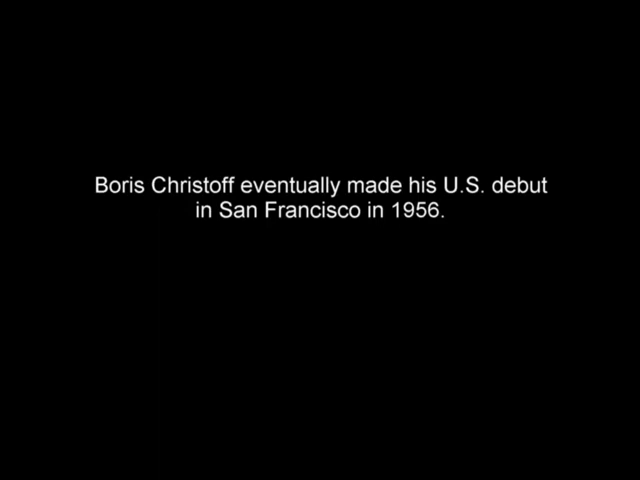 Boris Christoff eventually made his U.S. debut
in San Francisco in 1956.